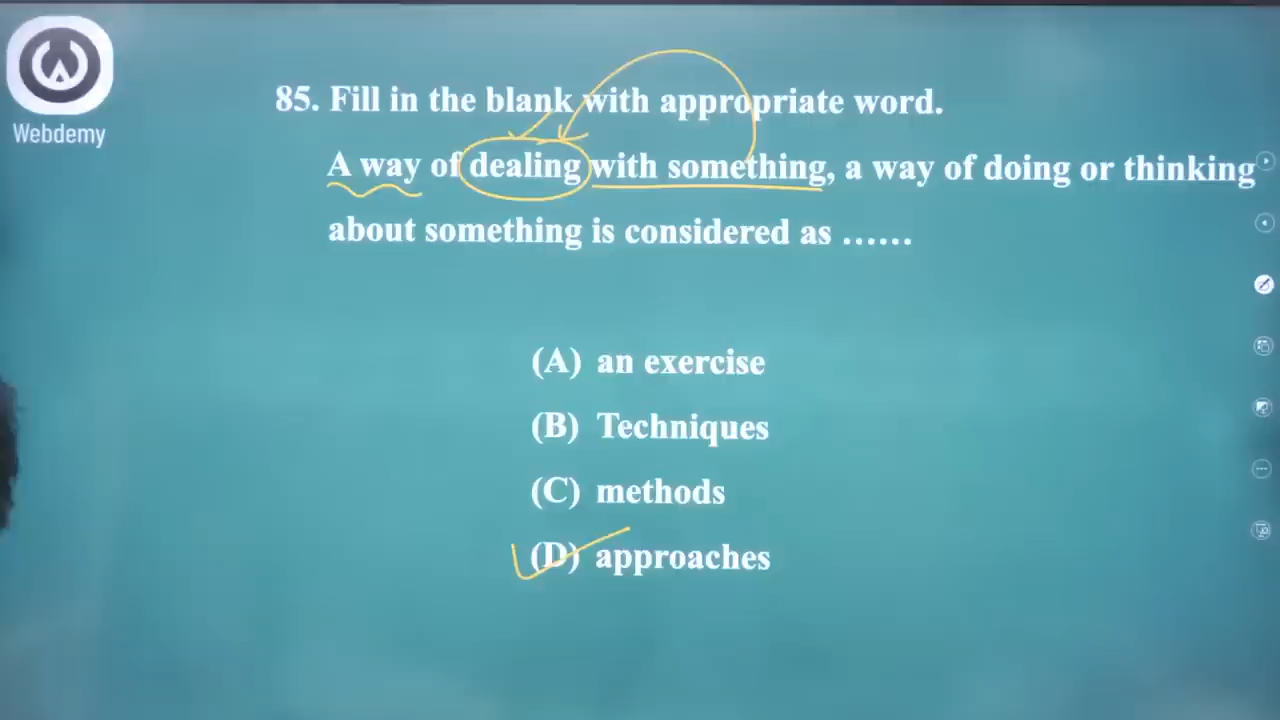 Webdemy
85. Fill in the blank with appropriate word.
A way of dealing with something, a way of doing or thinking
about something is considered as ......
(A) an exercise
(B) Techniques
(C) methods
(D) approaches